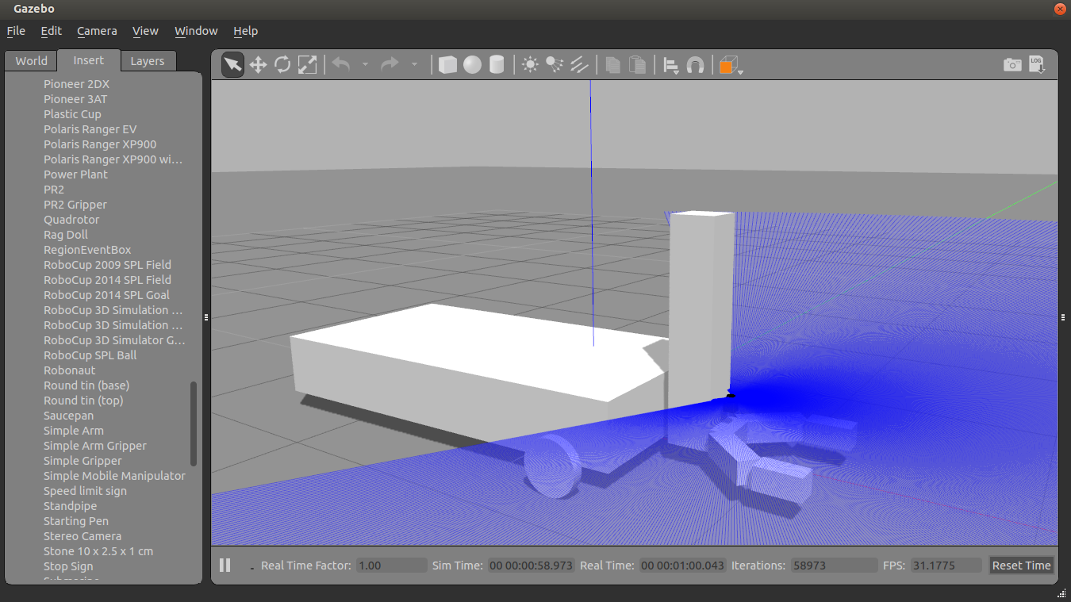 Gazebo
File Edit Camera View Window Help
World Insert Layers
Pioneer 2DX
Pioneer 3AT
Plastic Cup
Polaris Ranger EV
Polaris Ranger XP900
Polaris Ranger XP900 wi...
Power Plant
PR2
PR2 Gripper
Quadrotor
Rag Doll
RegionEventBox
RoboCup 2009 SPL Field
RoboCup 2014 SPL Field
RoboCup 2014 SPL Goal
RoboCup 3D Simulation ...
RoboCup 3D Simulation ...
RoboCup 3D Simulator G...
RoboCup SPL Ball
Robonaut
Round tin (base)
Round tin (top)
Saucepan
Simple Arm
Simple Arm Gripper
Simple Gripper
Simple Mobile Manipulator
Speed limit sign
Standpipe
Starting Pen
Stereo Camera
Stone 10 x 2.5 x 1 cm
Stop Sign
LOG
Real Time Factor: 1.00 Sim Time: 00 00:00:58.973 Real Time: 00 00:01:00.043 Iterations: 58973 FPS: 31.1775 Reset Time